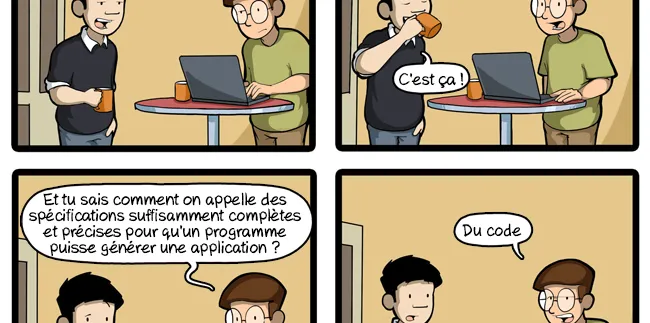 C'est ça !
Et tu sais comment on appelle des
spécifications suffisamment complètes
et précises pour qu'un programme
puisse générer une application ?
Du code